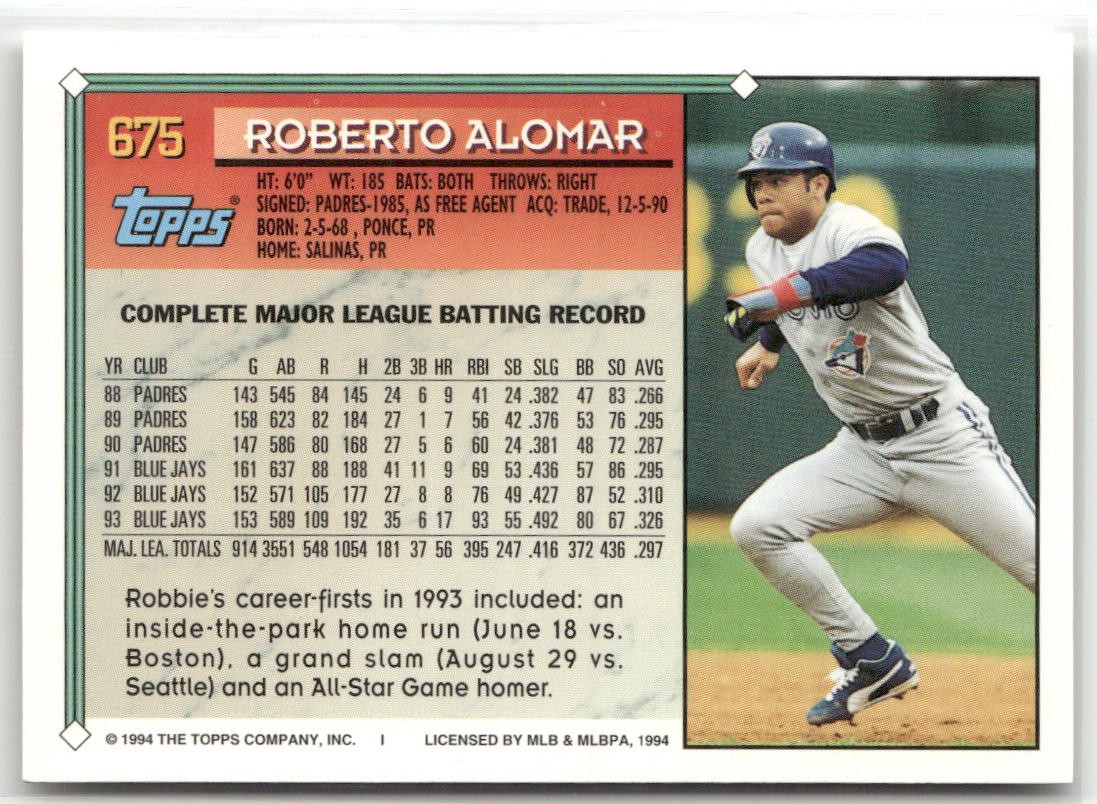 675
ROBERTO ALOMAR
Topps®
HT: 6'0" WT: 185 BATS: BOTH THROWS: RIGHT
SIGNED: PADRES-1985, AS FREE AGENT ACQ: TRADE, 12-5-90
BORN: 2-5-68 , PONCE, PR
HOME: SALINAS, PR
COMPLETE MAJOR LEAGUE BATTING RECORD
YR CLUB G AB R H 2B 3B HR RBI SB SLG BB SO AVG
88 PADRES 143 545 84 145 24 6 9 41 24 .382 47 83 .266
89 PADRES 158 623 82 184 27 1 7 56 42 .376 53 76 .295
90 PADRES 147 586 80 168 27 5 6 60 24 .381 48 72 .287
91 BLUE JAYS 161 637 88 188 41 11 9 69 53 .436 57 86 .295
92 BLUE JAYS 152 571 105 177 27 8 8 76 49 .427 87 52 .310
93 BLUE JAYS 153 589 109 192 35 6 17 93 55 .492 80 67 .326
MAJ. LEA. TOTALS 914 3551 548 1054 181 37 56 395 247 .416 372 436 .297
Robbie's career-firsts in 1993 included: an
inside-the-park home run (June 18 vs.
Boston), a grand slam (August 29 vs.
Seattle) and an All-Star Game homer.
© 1994 THE TOPPS COMPANY, INC. I LICENSED BY MLB & MLBPA, 1994